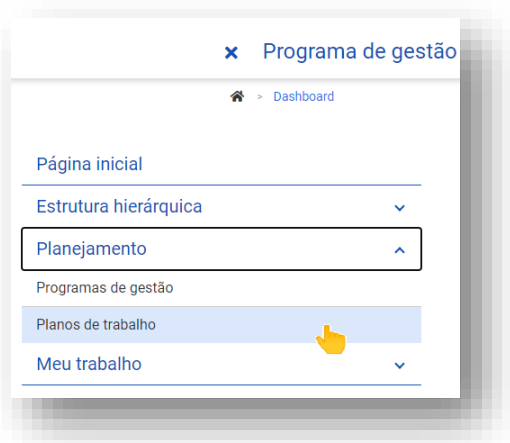 Programa de gestão
> Dashboard
Página inicial
Estrutura hierárquica
Planejamento
Programas de gestão
Planos de trabalho
Meu trabalho